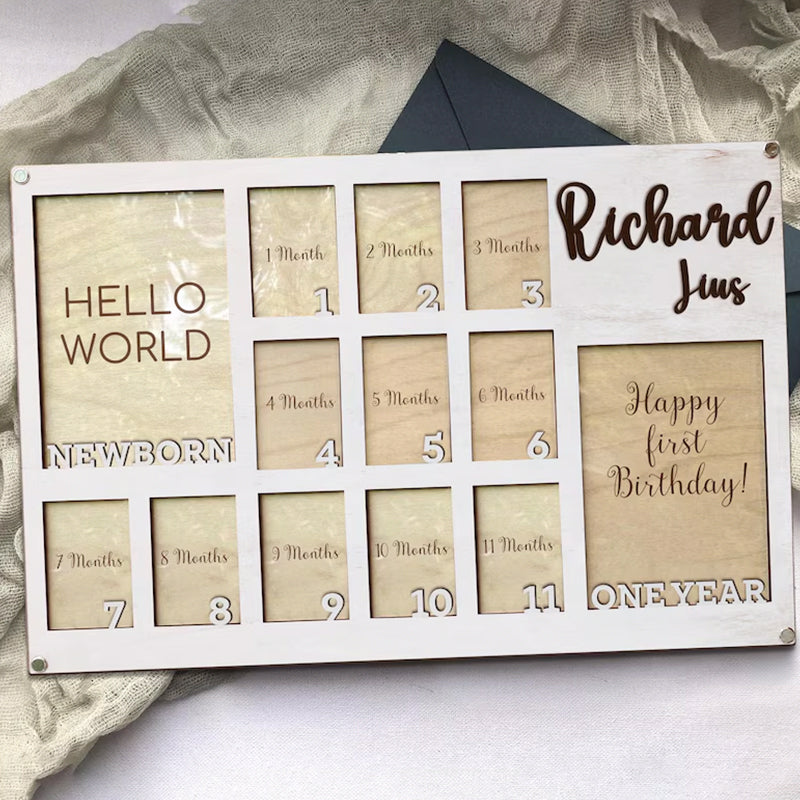 HELLO
WORLD
NEWBORN
1 Month
1
2 Months
2
3 Months
3
Richard
Jius
4 Months
4
5 Months
5
6 Months
6
Happy
first
Birthday!
ONE YEAR
7 Months
7
8 Months
8
9 Months
9
10 Months
10
11 Months
11